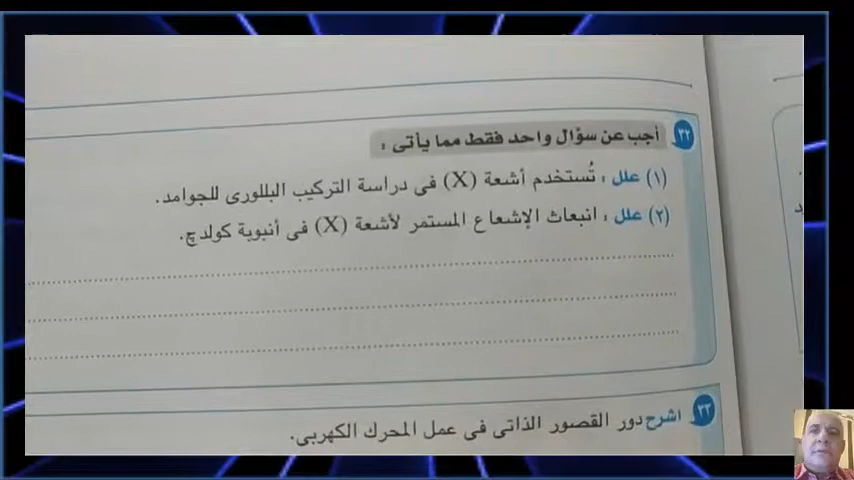 ٣٢ أجب عن سؤال واحد فقط مما يأتى :
(١) علل : تُستخدم أشعة (X) فى دراسة التركيب البللورى للجوامد.
(٢) علل : انبعاث الإشعاع المستمر لأشعة (X) فى أنبوبة كولدچ.
٣٣ اشرح دور القصور الذاتى فى عمل المحرك الكهربى.